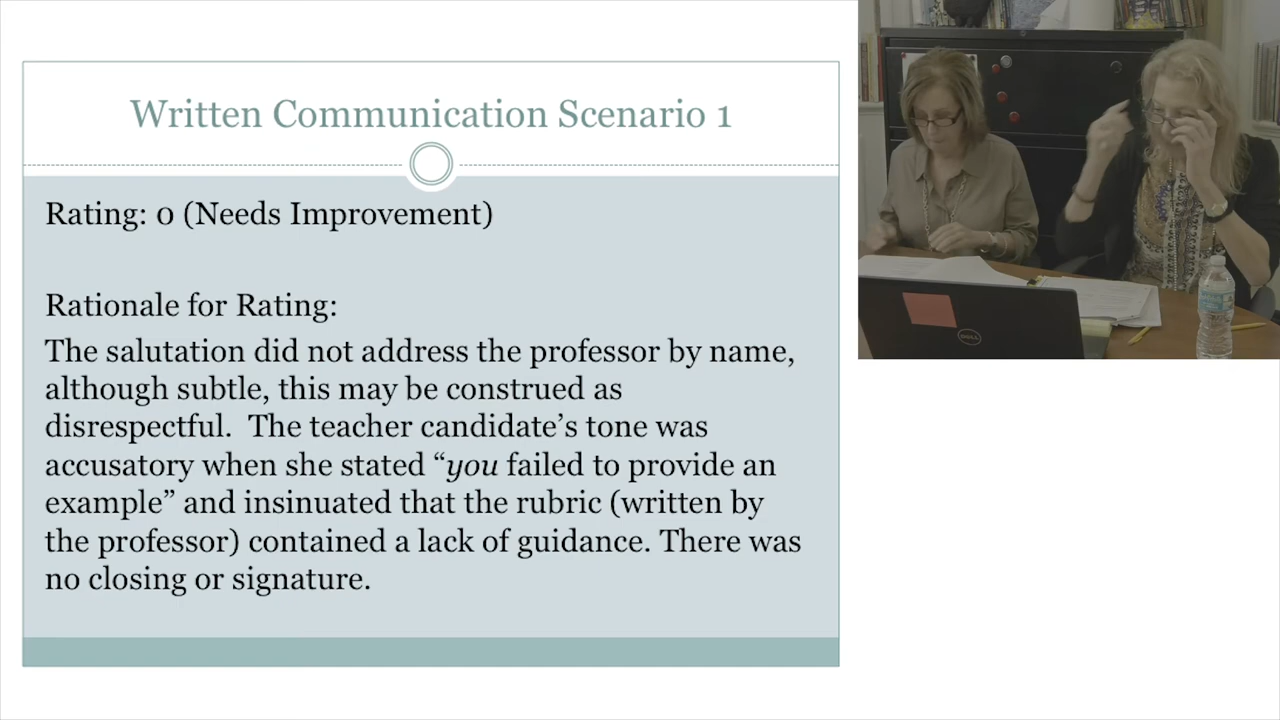 Written Communication Scenario 1
Rating: 0 (Needs Improvement)
Rationale for Rating:
The salutation did not address the professor by name,
although subtle, this may be construed as
disrespectful.  The teacher candidate’s tone was
accusatory when she stated “you failed to provide an
example” and insinuated that the rubric (written by
the professor) contained a lack of guidance. There was
no closing or signature.
DELL